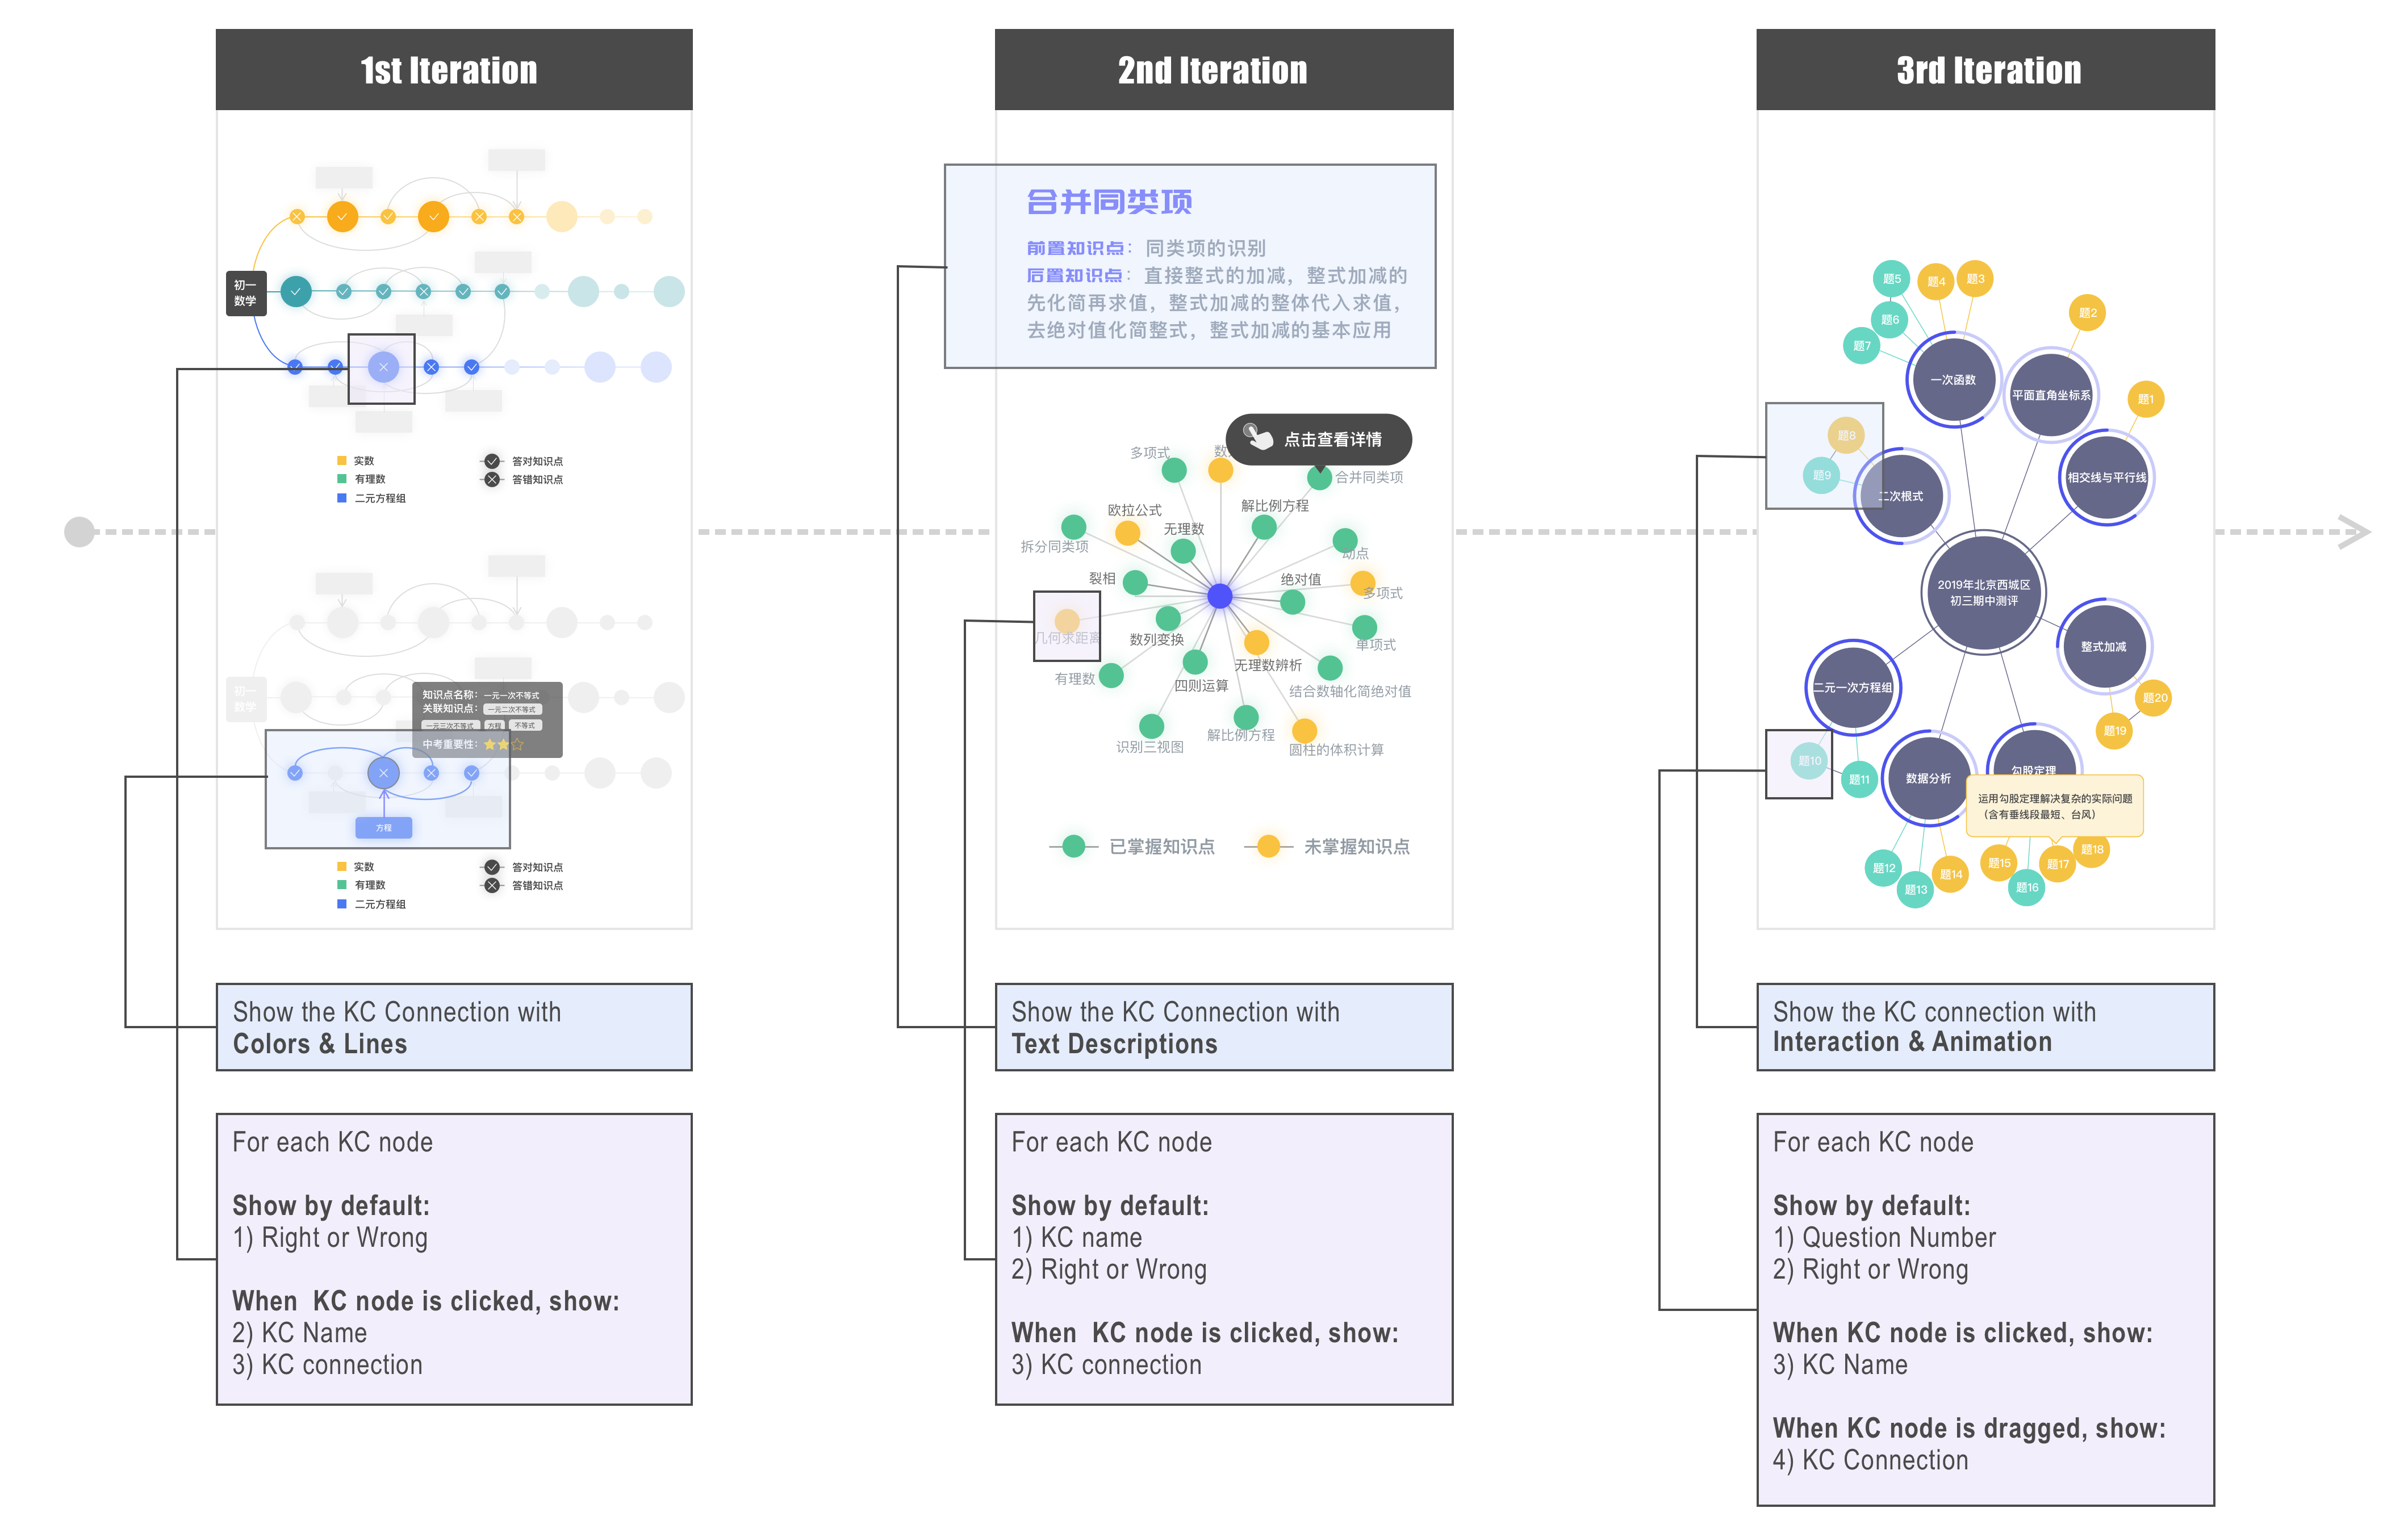 1st Iteration
初一
数学
实数
有理数
二元方程组
答对知识点
答错知识点
初一
数学
知识点名称：一元一次不等式
关联知识点：一元二次不等式
一元三次不等式 方程 不等式
中考重要性：
方程
实数
有理数
二元方程组
答对知识点
答错知识点
Show the KC Connection with
Colors & Lines
For each KC node
Show by default:
1) Right or Wrong
When KC node is clicked, show:
2) KC Name
3) KC connection
2nd Iteration
合并同类项
前置知识点：同类项的识别
后置知识点：直接整式的加减，整式加减的
先化简再求值，整式加减的整体代入求值，
去绝对值化简整式，整式加减的基本应用
点击查看详情
多项式
合并同类项
欧拉公式
无理数
解比例方程
拆分同类项
动点
裂相
绝对值
多项式
几何求距离
数列变换
无理数辨析
单项式
有理数
四则运算
结合数轴化简绝对值
识别三视图
解比例方程
圆柱的体积计算
已掌握知识点
未掌握知识点
Show the KC Connection with
Text Descriptions
For each KC node
Show by default:
1) KC name
2) Right or Wrong
When KC node is clicked, show:
3) KC connection
3rd Iteration
题5
题4
题3
题6
题2
题7
一次函数
平面直角坐标系
题1
题8
题9
二次根式
相交线与平行线
2019年北京西城区
初三期中测评
整式加减
二元一次方程组
题20
题19
题10
题11
数据分析
勾股定理
运用勾股定理解决复杂的实际问题
（含有垂线段最短、台风）
题12
题13
题14
题15
题16
题17
题18
Show the KC connection with
Interaction & Animation
For each KC node
Show by default:
1) Question Number
2) Right or Wrong
When KC node is clicked, show:
3) KC Name
When KC node is dragged, show:
4) KC Connection